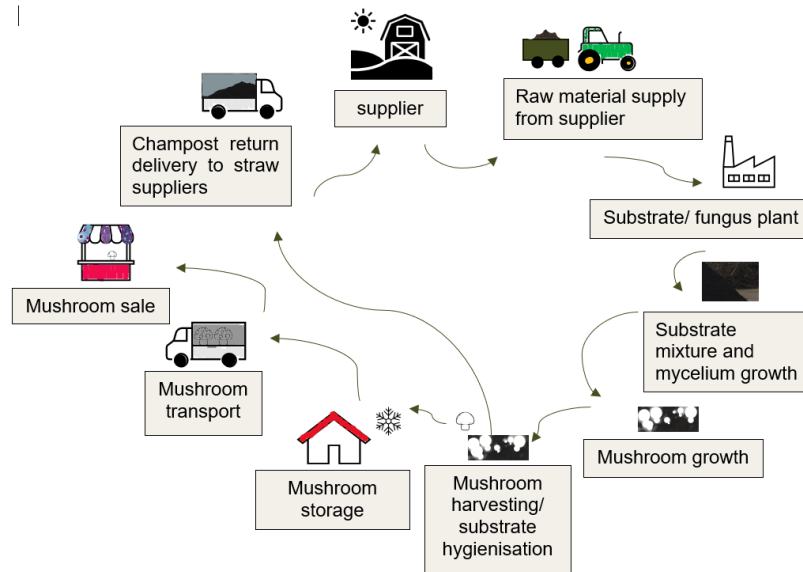 supplier
Raw material supply
from supplier
Substrate/ fungus plant
Substrate
mixture and
mycelium growth
Mushroom growth
Mushroom
harvesting/
substrate
hygienisation
Mushroom
storage
Mushroom
transport
Mushroom sale
Champost return
delivery to straw
suppliers